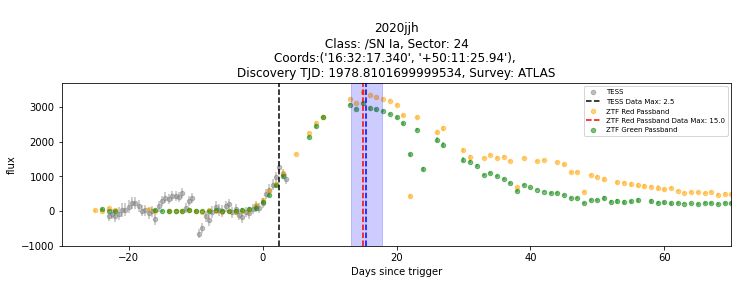 2020jjh
Class: /SN Ia, Sector: 24
Coords:('16:32:17.340', '+50:11:25.94'),
Discovery TJD: 1978.8101699999534, Survey: ATLAS
TESS
TESS Data Max: 2.5
ZTF Red Passband
ZTF Red Passband Data Max: 15.0
ZTF Green Passband
flux
3000
2000
1000
0
−1000
−20
0
20
40
60
Days since trigger